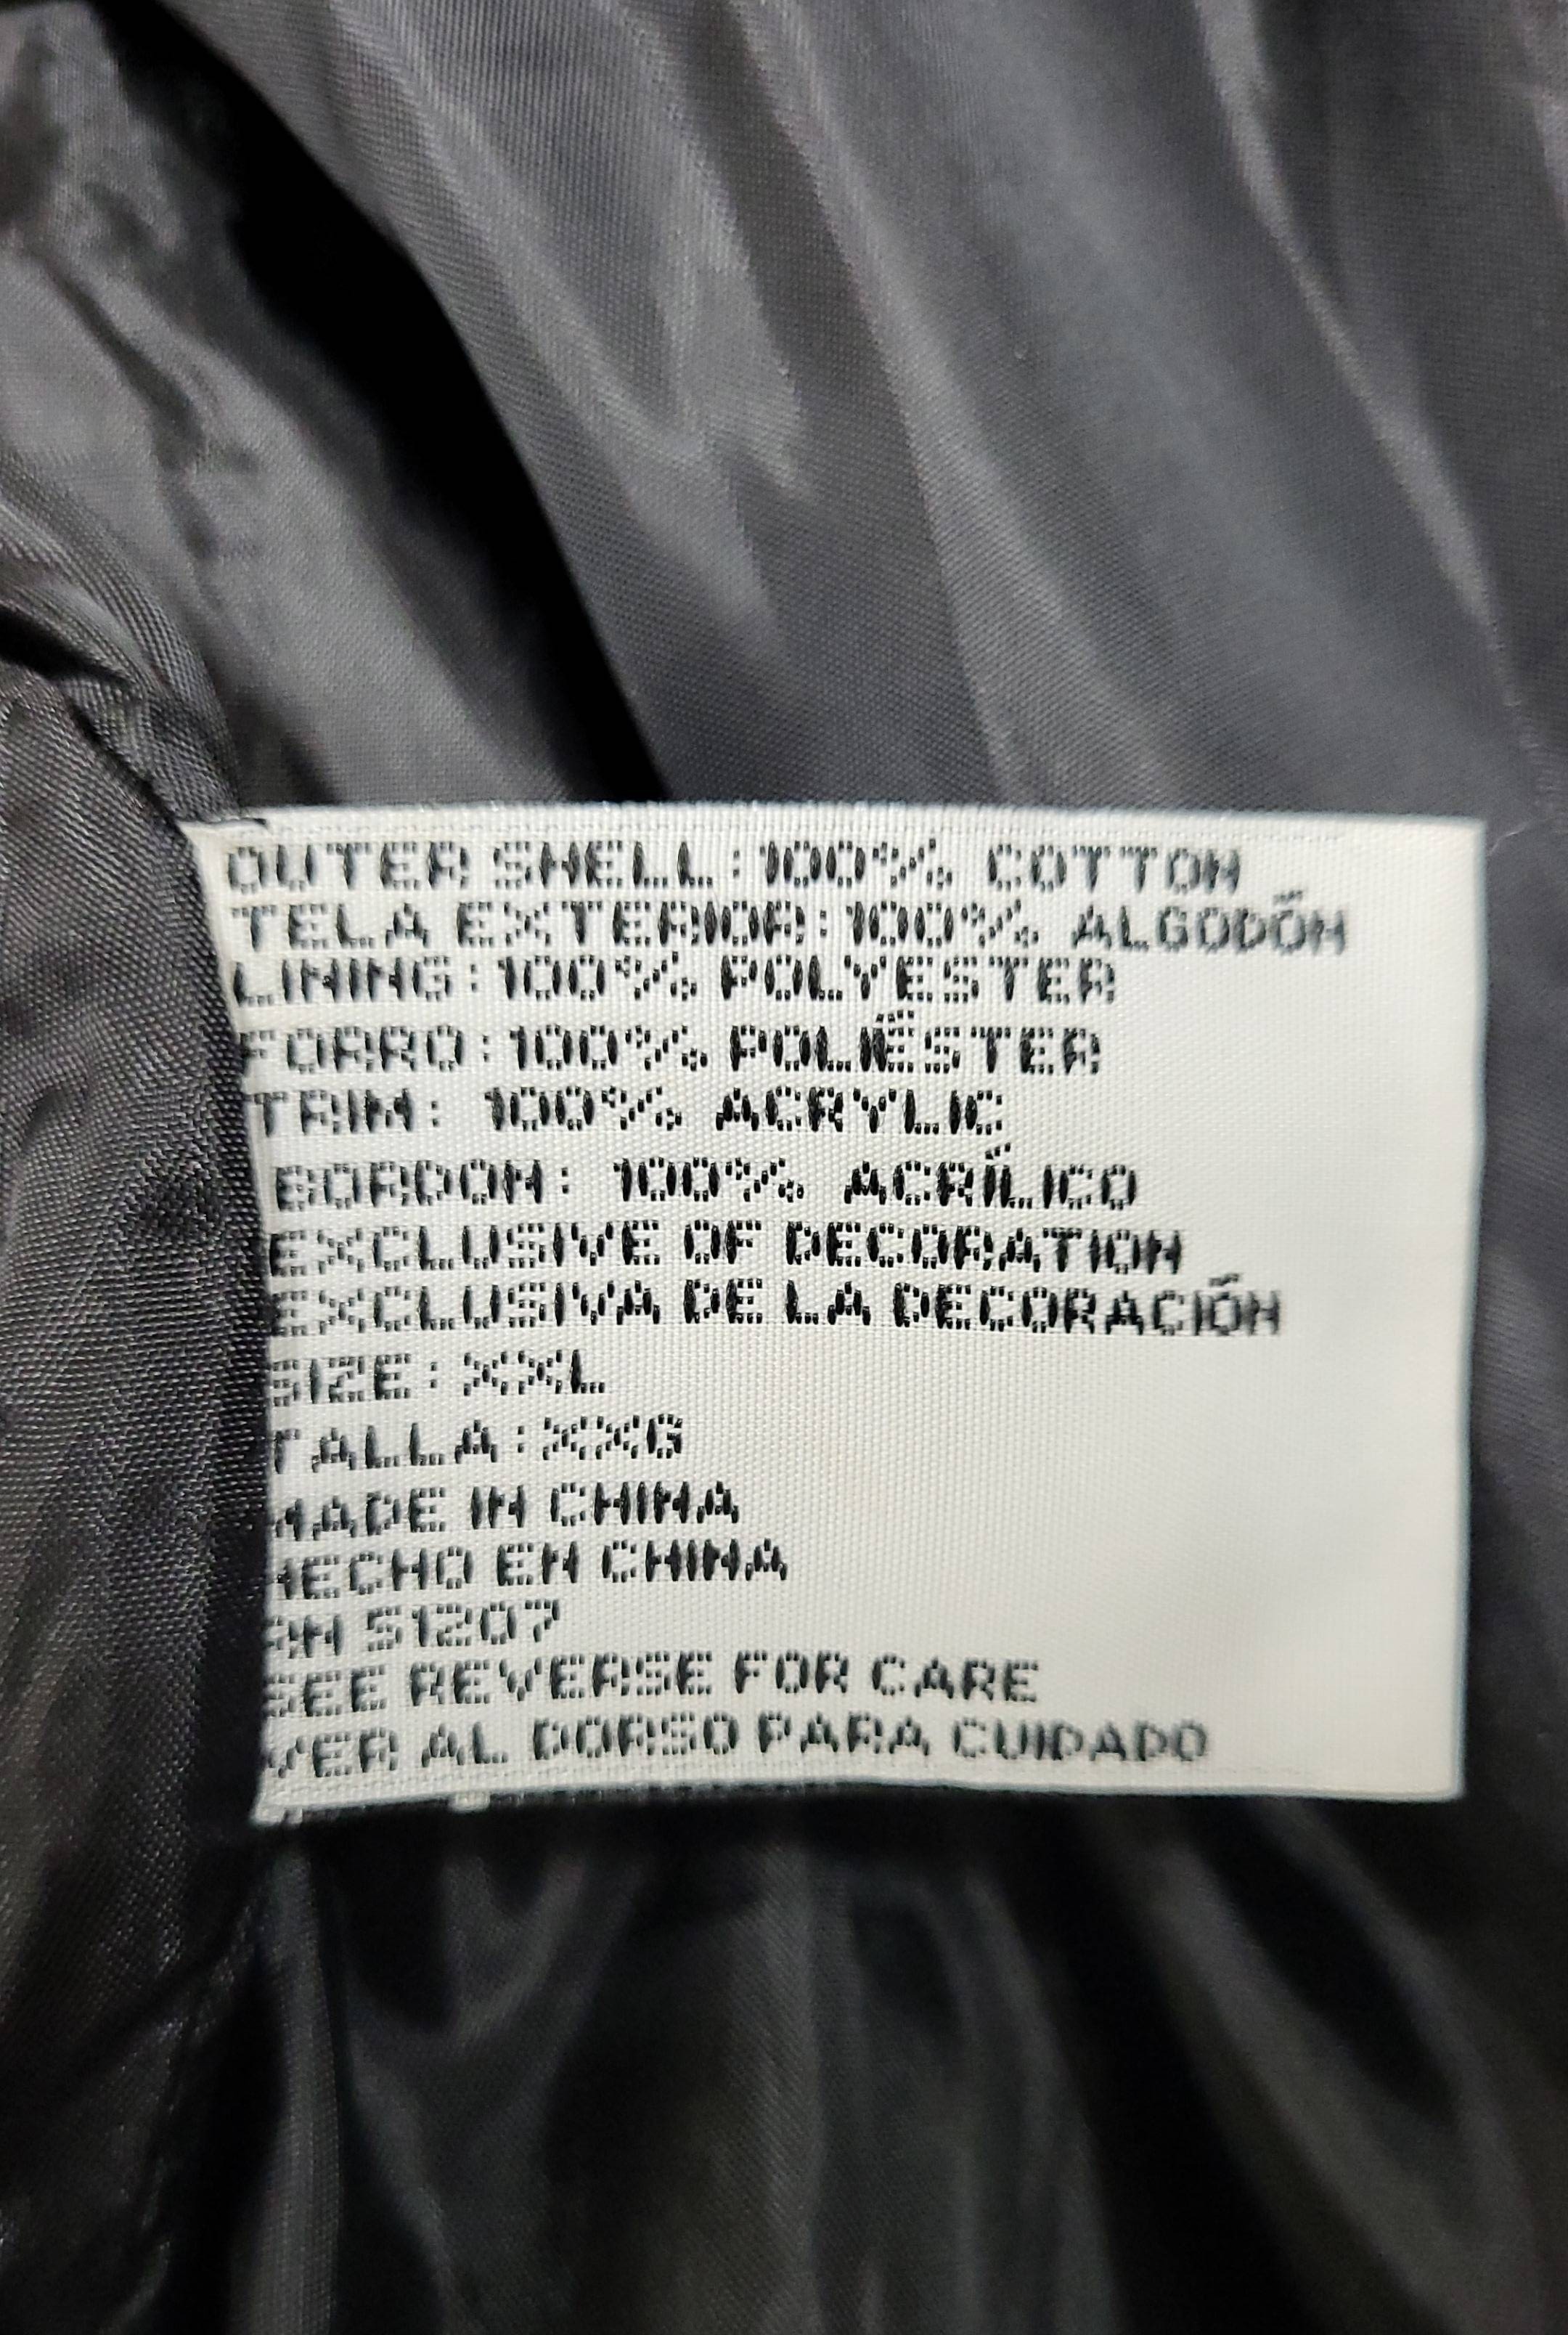 OUTER SHELL:100% COTTON
TELA EXTERIOR:100% ALGODÓN
LINING:100% POLYESTER
FORRO:100% POLIÉSTER
TRIM: 100% ACRYLIC
BORDON: 100% ACRÍLICO
EXCLUSIVE OF DECORATION
EXCLUSIVA DE LA DECORACIÓN
SIZE:XXL
TALLA:XXG
MADE IN CHINA
HECHO EN CHINA
RN 51207
SEE REVERSE FOR CARE
VER AL DORSO PARA CUIDADO